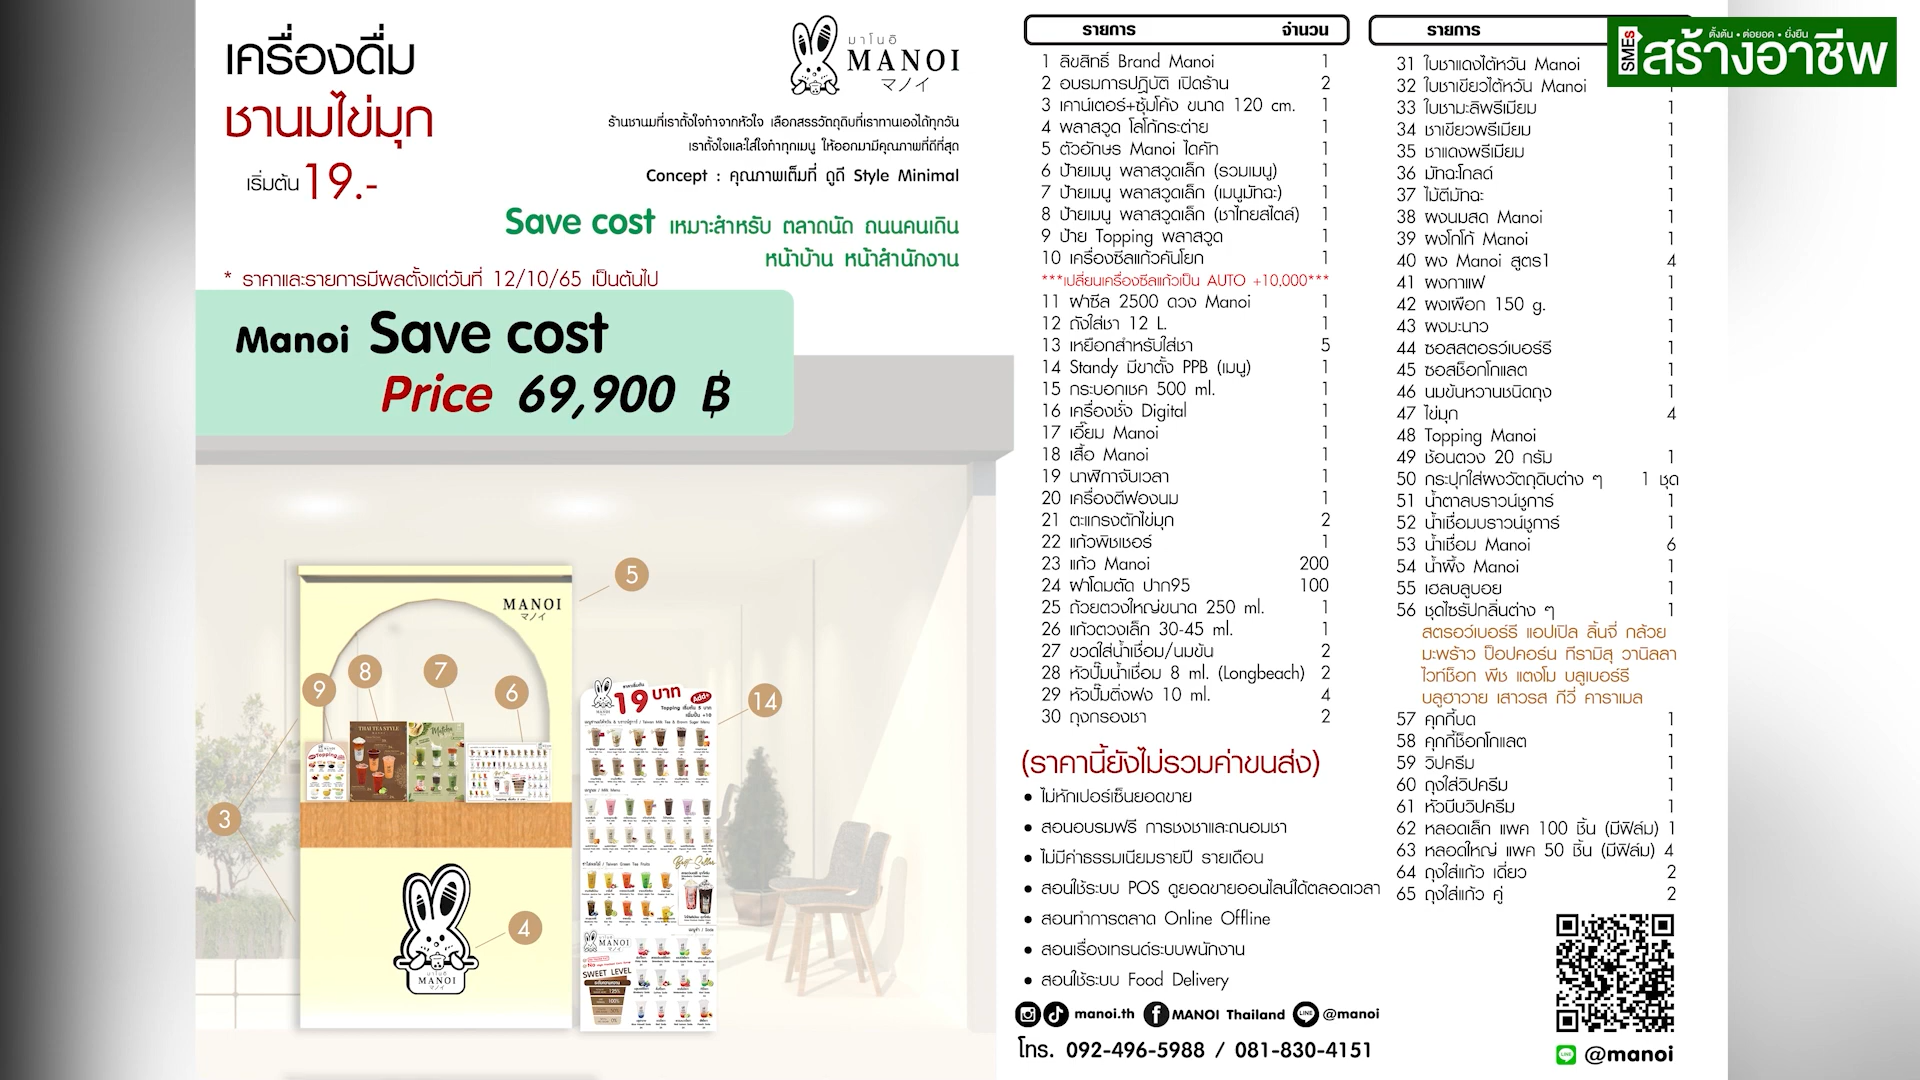 เครื่องดื่ม
ชานมไข่มุก
เริ่มต้น 19.-
มาโนอิ
MANOI
マノイ
ร้านชานมที่เราตั้งใจทำจากหัวใจ เลือกสรรวัตถุดิบที่เราทานเองได้ทุกวัน
เราตั้งใจและใส่ใจทำทุกเมนู ให้ออกมามีคุณภาพที่ดีที่สุด
Concept : คุณภาพเต็มที่ ดูดี Style Minimal
Save cost เหมาะสำหรับ ตลาดนัด ถนนคนเดิน
หน้าบ้าน หน้าสำนักงาน
* ราคาและรายการมีผลตั้งแต่วันที่ 12/10/65 เป็นต้นไป
Manoi Save cost
Price 69,900 ฿
5
MANOI
マノイ
9
8
7
6
14
3
4
THAI TEA STYLE
MANOI
Matcha
Topping
มาโนอิ
MANOI
マノイ
MANOI
19 บาท
Add+
Best Seller
MANOI
SWEET LEVEL
125%
100%
รายการ จำนวน
1 ลิขสิทธิ์ Brand Manoi 1
2 อบรมการปฏิบัติ เปิดร้าน 2
3 เคาน์เตอร์+ซุ้มโค้ง ขนาด 120 cm. 1
4 พลาสวูด โลโก้กระต่าย 1
5 ตัวอักษร Manoi ไดคัท 1
6 ป้ายเมนู พลาสวูดเล็ก (รวมเมนู) 1
7 ป้ายเมนู พลาสวูดเล็ก (เมนูมัทฉะ) 1
8 ป้ายเมนู พลาสวูดเล็ก (ชาไทยสไตล์) 1
9 ป้าย Topping พลาสวูด 1
10 เครื่องซีลแก้วคันโยก 1
***เปลี่ยนเครื่องซีลแก้วเป็น AUTO +10,000***
11 ฝาซีล 2500 ดวง Manoi 1
12 ถังใส่ชา 12 L. 1
13 เหยือกสำหรับใส่ชา 5
14 Standy มีขาตั้ง PPB (เมนู) 1
15 กระบอกเชค 500 ml. 1
16 เครื่องชั่ง Digital 1
17 เอี๊ยม Manoi 1
18 เสื้อ Manoi 1
19 นาฬิกาจับเวลา 1
20 เครื่องตีฟองนม 1
21 ตะแกรงตักไข่มุก 2
22 แก้วพิชเชอร์ 1
23 แก้ว Manoi 200
24 ฝาโดมตัด ปาก95 100
25 ถ้วยตวงใหญ่ขนาด 250 ml. 1
26 แก้วตวงเล็ก 30-45 ml. 1
27 ขวดใส่น้ำเชื่อม/นมข้น 2
28 หัวปั๊มน้ำเชื่อม 8 ml. (Longbeach) 2
29 หัวปั๊มติ่งฟง 10 ml. 4
30 ถุงกรองชา 2
(ราคานี้ยังไม่รวมค่าขนส่ง)
• ไม่หักเปอร์เซ็นยอดขาย
• สอนอบรมฟรี การชงชาและถนอมชา
• ไม่มีค่าธรรมเนียมรายปี รายเดือน
• สอนใช้ระบบ POS ดูยอดขายออนไลน์ได้ตลอดเวลา
• สอนทำการตลาด Online Offline
• สอนเรื่องเทรนด์ระบบพนักงาน
• สอนใช้ระบบ Food Delivery
manoi.th MANOI Thailand LINE @manoi
โทร. 092-496-5988 / 081-830-4151
รายการ
SMEs
ตั้งต้น • ต่อยอด • ยั่งยืน
สร้างอาชีพ
31 ใบชาแดงไต้หวัน Manoi
32 ใบชาเขียวไต้หวัน Manoi 1
33 ใบชามะลิพรีเมียม 1
34 ชาเขียวพรีเมียม 1
35 ชาแดงพรีเมียม 1
36 มัทฉะโกลด์ 1
37 ไม้ตีมัทฉะ 1
38 ผงนมสด Manoi 1
39 ผงโกโก้ Manoi 1
40 ผง Manoi สูตร1 4
41 ผงกาแฟ 1
42 ผงเผือก 150 g. 1
43 ผงมะนาว 1
44 ซอสสตอรว์เบอร์รี 1
45 ซอสช็อกโกแลต 1
46 นมข้นหวานชนิดถุง 1
47 ไข่มุก 4
48 Topping Manoi
49 ช้อนตวง 20 กรัม 1
50 กระปุกใส่ผงวัตถุดิบต่าง ๆ 1 ชุด
51 น้ำตาลบราวน์ชูการ์ 1
52 น้ำเชื่อมบราวน์ชูการ์ 1
53 น้ำเชื่อม Manoi 6
54 น้ำผึ้ง Manoi 1
55 เฮลบลูบอย 1
56 ชุดไซรัปกลิ่นต่าง ๆ 1
สตรอว์เบอร์รี แอปเปิล ลิ้นจี่ กล้วย
มะพร้าว ป็อปคอร์น ทีรามิสุ วานิลลา
ไวท์ช็อก พีช แตงโม บลูเบอร์รี
บลูฮาวาย เสาวรส กีวี่ คาราเมล
57 คุกกี้บด 1
58 คุกกี้ช็อกโกแลต 1
59 วิปครีม 1
60 ถุงใส่วิปครีม 1
61 หัวบีบวิปครีม 1
62 หลอดเล็ก แพค 100 ชิ้น (มีฟิล์ม) 1
63 หลอดใหญ่ แพค 50 ชิ้น (มีฟิล์ม) 4
64 ถุงใส่แก้ว เดี่ยว 2
65 ถุงใส่แก้ว คู่ 2
LINE @manoi